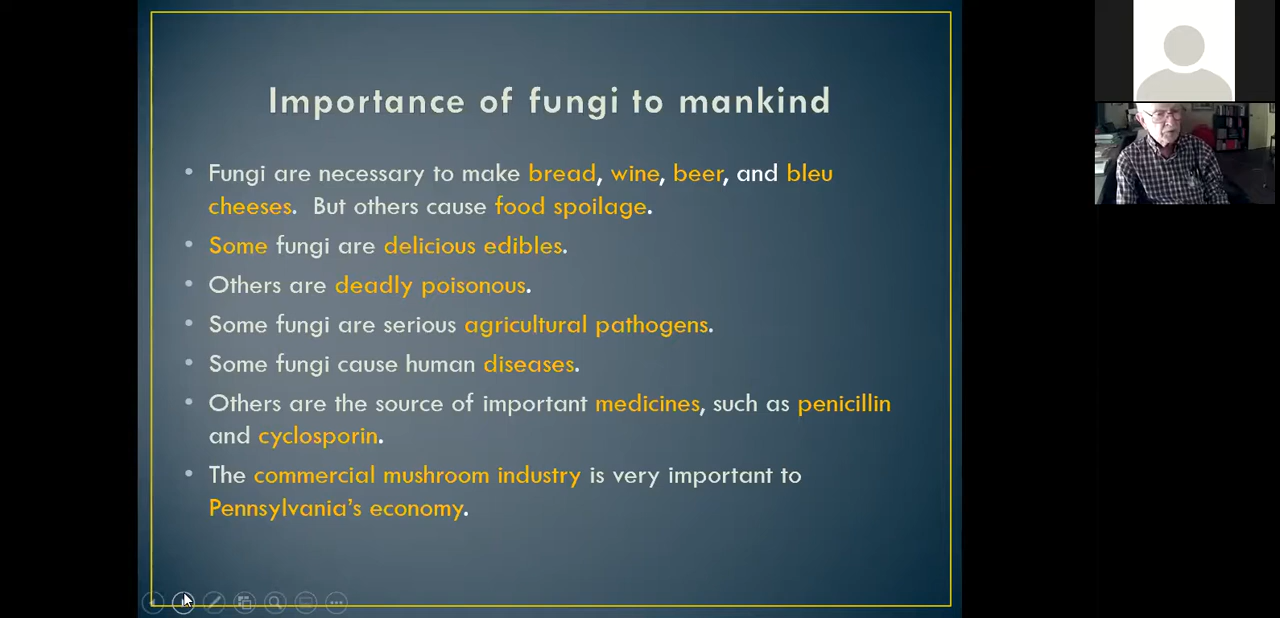 Importance of fungi to mankind
• Fungi are necessary to make bread, wine, beer, and bleu
cheeses. But others cause food spoilage.
• Some fungi are delicious edibles.
• Others are deadly poisonous.
• Some fungi are serious agricultural pathogens.
• Some fungi cause human diseases.
• Others are the source of important medicines, such as penicillin
and cyclosporin.
• The commercial mushroom industry is very important to
Pennsylvania's economy.